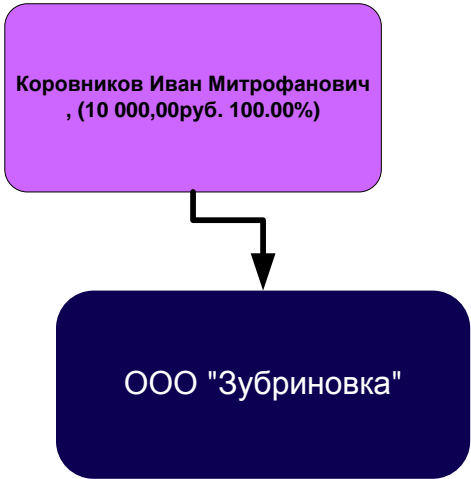 Коровников Иван Митрофанович
, (10 000,00руб. 100.00%)
ООО "Зубриновка"